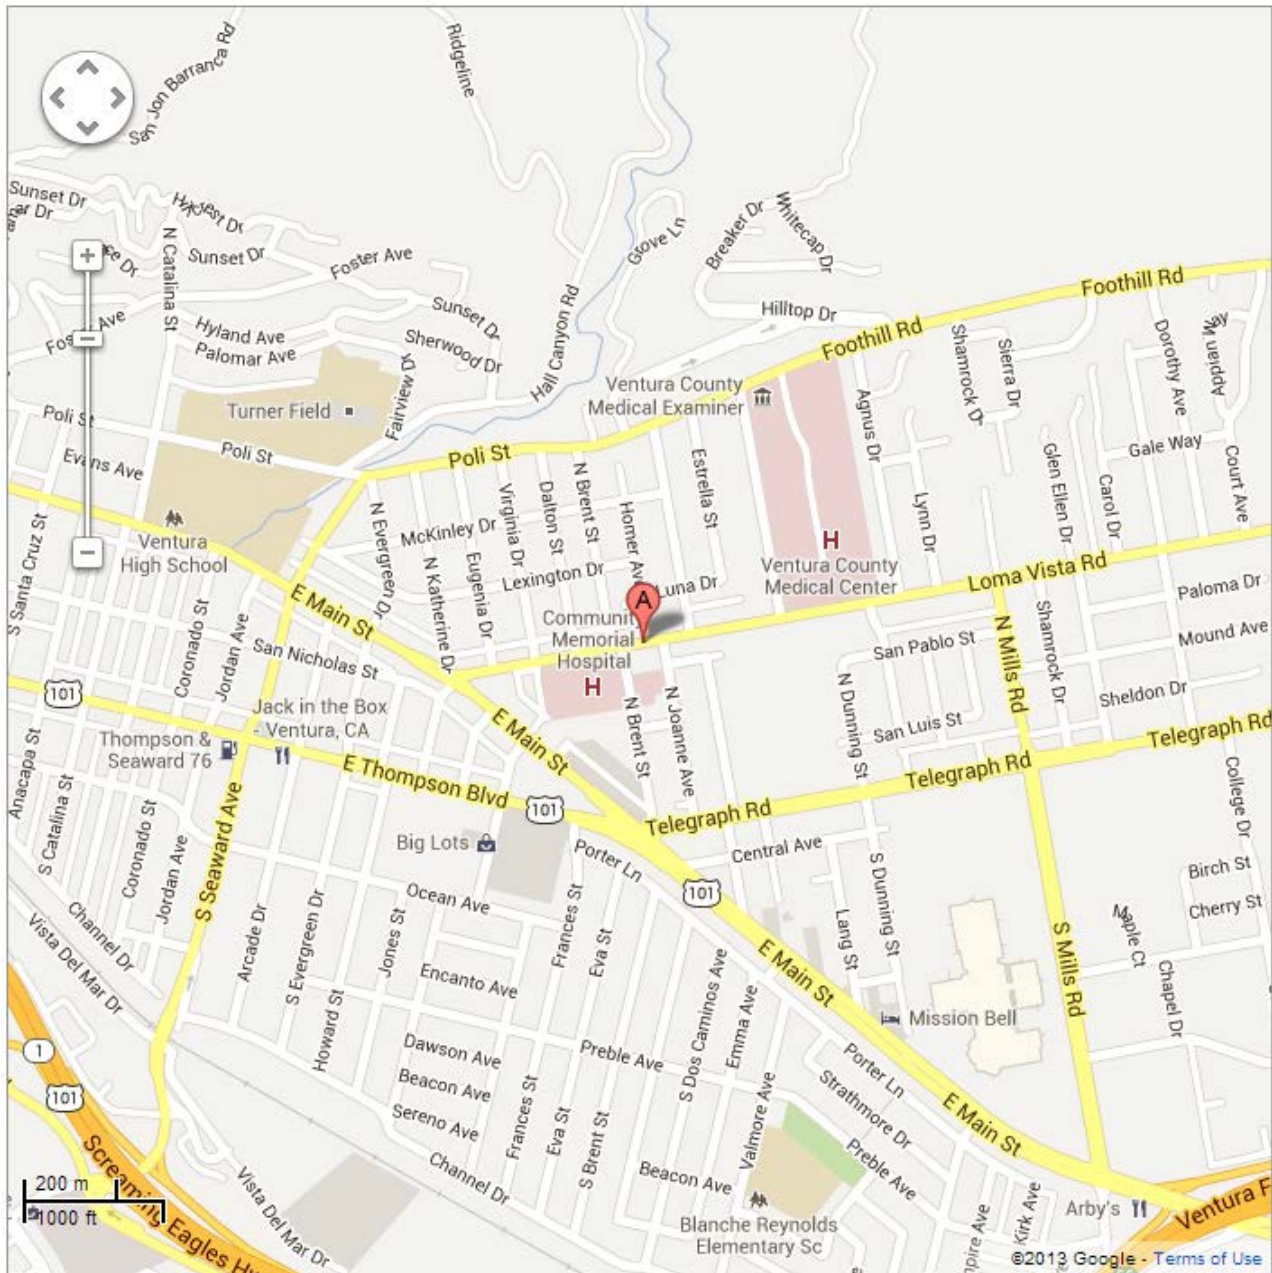 San Jon Barranca Rd
Ridgeline
Sunset Dr
ar Dr
N Catalina St
Sunset Dr
Foster Ave
Grove Ln
Breaker Dr
Whitecap Dr
ce Dr
Hilltop Dr
Foothill Rd
Foothill Rd
Hyland Ave
Palomar Ave
Sunset Dr
Sherwood Dr
Hall Canyon Rd
Shamrock Dr
Sierra Dr
Dorothy Ave
Appian Way
Turner Field
Fairview Dr
Ventura County
Medical Examiner
Agnus Dr
Poli St
Poli St
Poli St
Evans Ave
Gale Way
Court Ave
Glen Ellen Dr
Carol Dr
Estrella St
N Brent St
Dalton St
Virginia Dr
Homer Ave
Lynn Dr
Ventura
High School
N Evergreen Dr
McKinley Dr
N Katherine Dr
Eugenia Dr
Lexington Dr
Luna Dr
H
Ventura County
Medical Center
Loma Vista Rd
Paloma Dr
S Santa Cruz St
E Main St
A
Community
Memorial
Hospital
H
Coronado St
Jordan Ave
San Nicholas St
San Pablo St
N Mills Rd
Shamrock Dr
Mound Ave
Sheldon Dr
101
Jack in the Box
- Ventura, CA
Thompson &
Seaward 76
E Main St
N Brent St
N Joanne Ave
N Dunning St
San Luis St
Telegraph Rd
Telegraph Rd
Telegraph Rd
Anacapa St
S Catalina St
Coronado St
Jordan Ave
S Seaward Ave
E Thompson Blvd
101
Big Lots
Porter Ln
Central Ave
College Dr
Birch St
Cherry St
101
Ocean Ave
Frances St
Eva St
Channel Dr
Vista Del Mar Dr
Arcade Dr
S Evergreen Dr
Jones St
Encanto Ave
Howard St
Lang St
S Dunning St
E Main St
S Mills Rd
Maple Ct
Chapel Dr
Mission Bell
1
101
Dawson Ave
Beacon Ave
Sereno Ave
Preble Ave
S Dos Caminos Ave
Emma Ave
Valmore Ave
Porter Ln
Strathmore Dr
E Main St
Frances St
Eva St
S Brent St
Channel Dr
Beacon Ave
Preble Ave
Blanche Reynolds
Elementary Sc
Kirk Ave
Arby's
Ventura F
Screaming Eagles
Vista Del Mar Dr
200 m
1000 ft
©2013 Google - Terms of Use